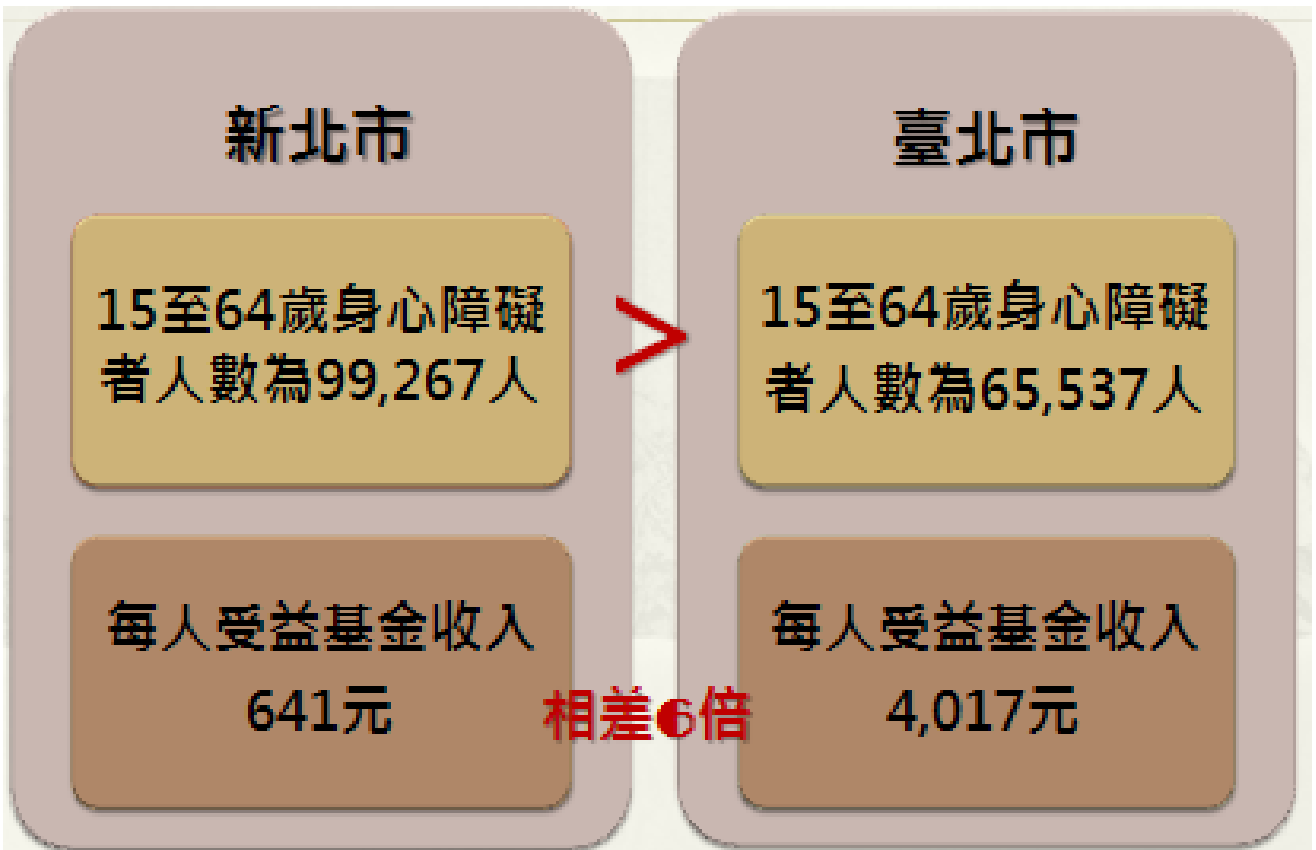 新北市
15至64歲身心障礙
者人數為99,267人
每人受益基金收入
641元
>
相差6倍
臺北市
15至64歲身心障礙
者人數為65,537人
每人受益基金收入
4,017元